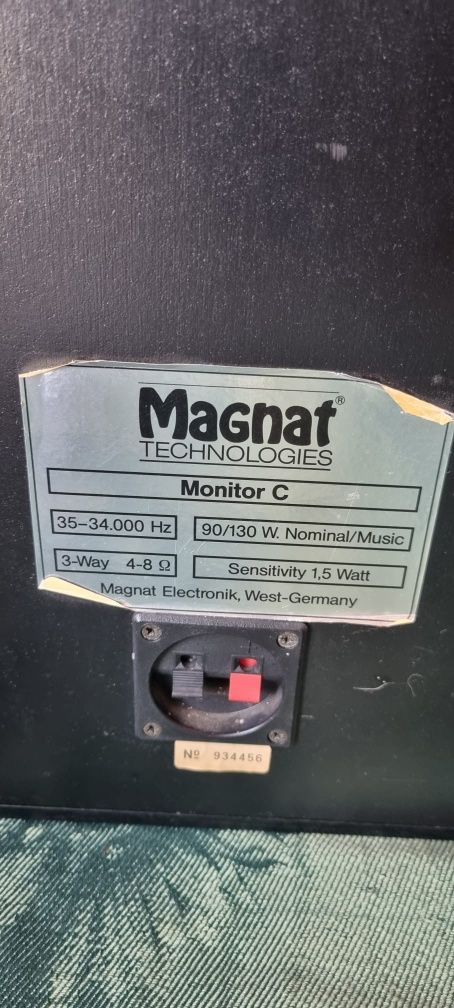 Magnat®
TECHNOLOGIES
Monitor C
35–34.000 Hz
90/130 W. Nominal/Music
3-Way 4-8 Ω
Sensitivity 1,5 Watt
Magnat Electronik, West-Germany
Nº 934456